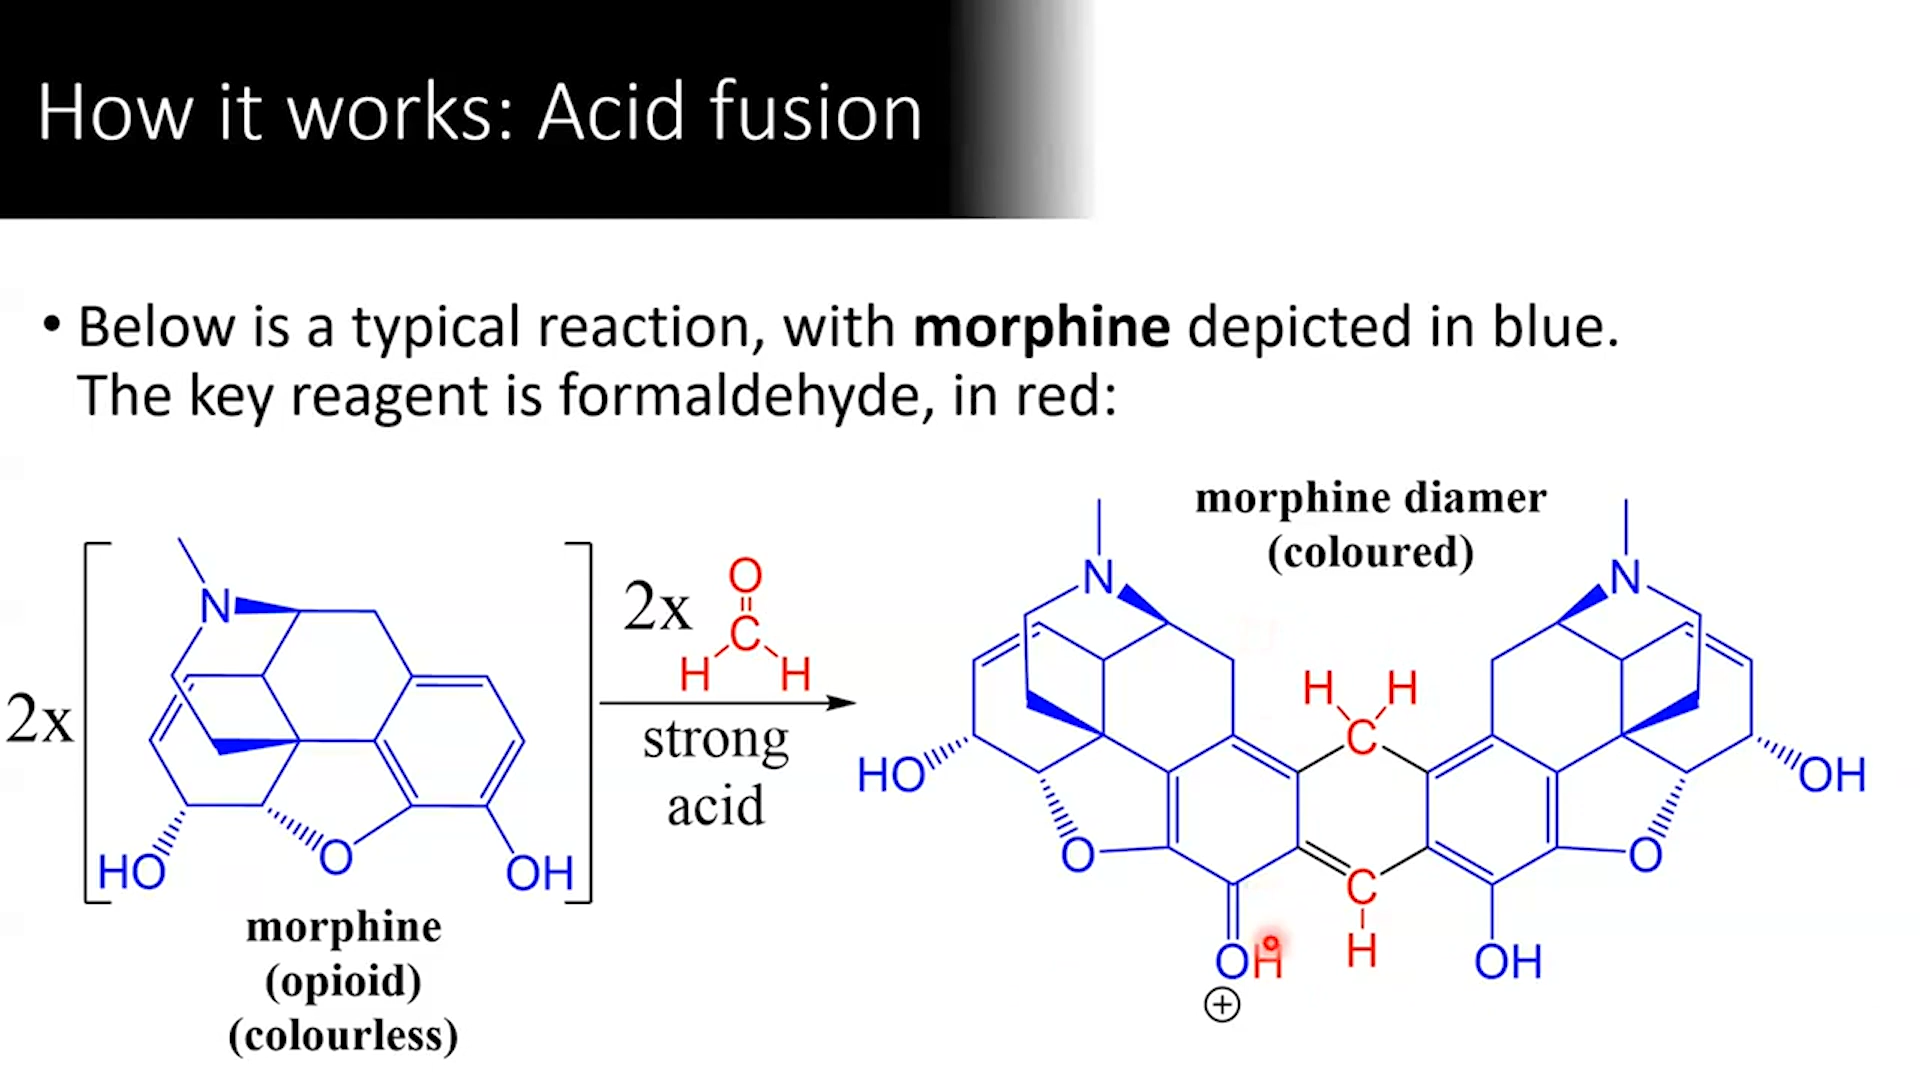 How it works: Acid fusion
• Below is a typical reaction, with morphine depicted in blue.
The key reagent is formaldehyde, in red:
2x
N
HO
O
OH
morphine
(opioid)
(colourless)
2x
O
C
H H
strong
acid
morphine diamer
(coloured)
N N
H H
C
HO OH
O O
C
OH H OH
+